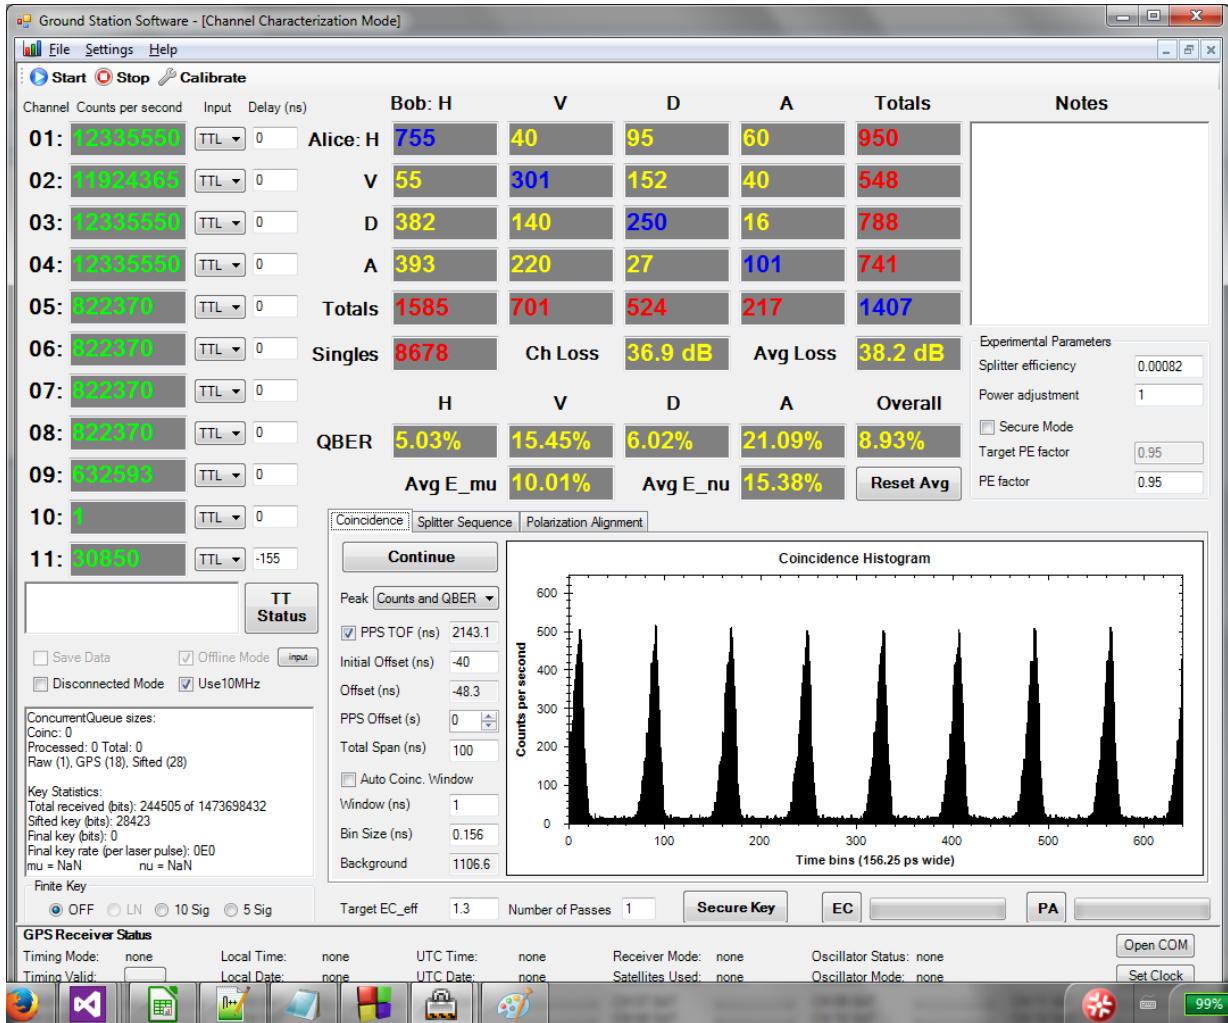 Ground Station Software - [Channel Characterization Mode]
File Settings Help
Start Stop Calibrate
Channel Counts per second Input Delay (ns) Bob: H V D A Totals Notes
01: 12335550 TTL 0 Alice: H 755 40 95 60 950
02: 11924365 TTL 0 V 55 301 152 40 548
03: 12335550 TTL 0 D 382 140 250 16 788
04: 12335550 TTL 0 A 393 220 27 101 741
05: 822370 TTL 0 Totals 1585 701 524 217 1407
06: 822370 TTL 0 Singles 8678 Ch Loss 36.9 dB Avg Loss 38.2 dB
Experimental Parameters
Splitter efficiency 0.00082
Power adjustment 1
Secure Mode
Target PE factor 0.95
PE factor 0.95
07: 822370 TTL 0 H V D A Overall
08: 822370 TTL 0 QBER 5.03% 15.45% 6.02% 21.09% 8.93%
09: 632593 TTL 0 Avg E_mu 10.01% Avg E_nu 15.38% Reset Avg
10: 1 TTL 0
11: 30850 TTL -155
TT
Status
Save Data Offline Mode input
Disconnected Mode Use10MHz
ConcurrentQueue sizes:
Coinc: 0
Processed: 0 Total: 0
Raw (1), GPS (18), Sifted (28)
Key Statistics:
Total received (bits): 244505 of 1473698432
Sifted key (bits): 28423
Final key (bits): 0
Final key rate (per laser pulse): 0E0
mu = NaN nu = NaN
Finite Key
OFF LN 10 Sig 5 Sig
Coincidence Splitter Sequence Polarization Alignment
Continue
Peak Counts and QBER
PPS TOF (ns) 2143.1
Initial Offset (ns) -40
Offset (ns) -48.3
PPS Offset (s) 0
Total Span (ns) 100
Auto Coinc. Window
Window (ns) 1
Bin Size (ns) 0.156
Background 1106.6
Coincidence Histogram
Counts per second
600
500
400
300
200
100
0
0 100 200 300 400 500 600
Time bins (156.25 ps wide)
Target EC_eff 1.3 Number of Passes 1 Secure Key EC PA
GPS Receiver Status
Timing Mode: none Local Time: none UTC Time: none Receiver Mode: none Oscillator Status: none Open COM
Timing Valid: Local Date: none UTC Date: none Satellites Used: none Oscillator Mode: none Set Clock
99%